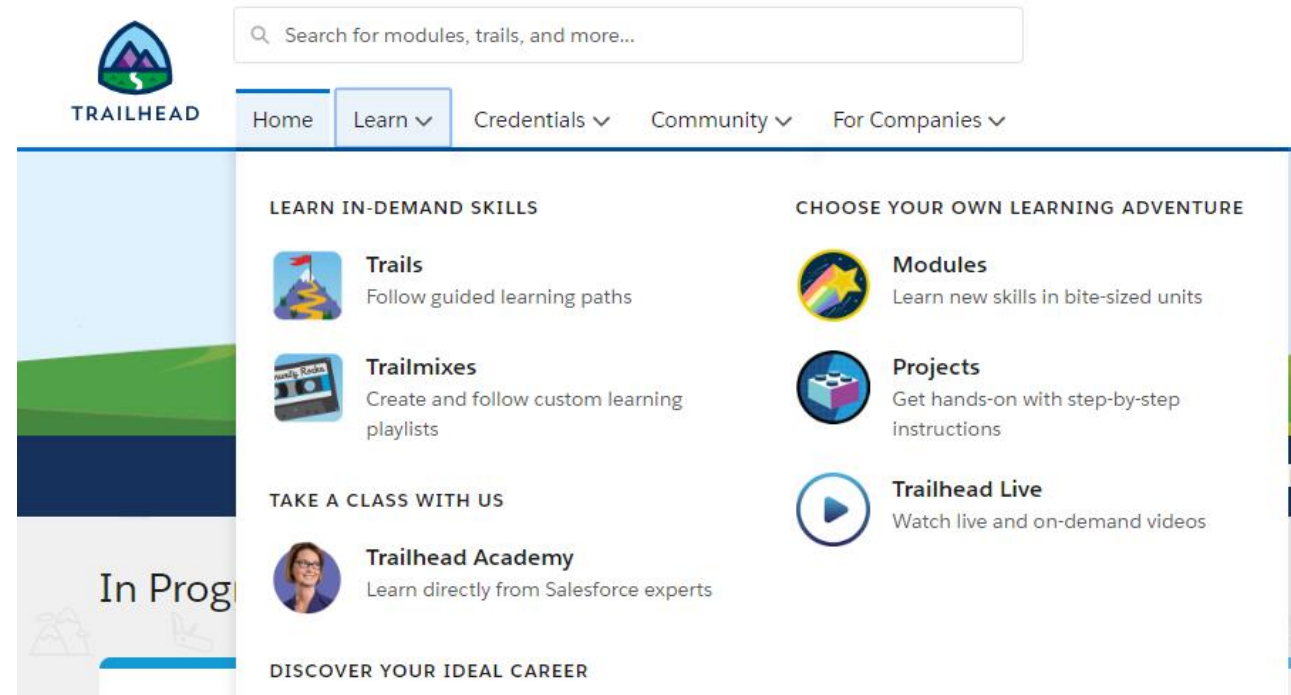 Search for modules, trails, and more...
TRAILHEAD
Home Learn Credentials Community For Companies
LEARN IN-DEMAND SKILLS
Trails
Follow guided learning paths
Trailmixes
Create and follow custom learning
playlists
TAKE A CLASS WITH US
Trailhead Academy
Learn directly from Salesforce experts
DISCOVER YOUR IDEAL CAREER
CHOOSE YOUR OWN LEARNING ADVENTURE
Modules
Learn new skills in bite-sized units
Projects
Get hands-on with step-by-step
instructions
Trailhead Live
Watch live and on-demand videos
In Prog